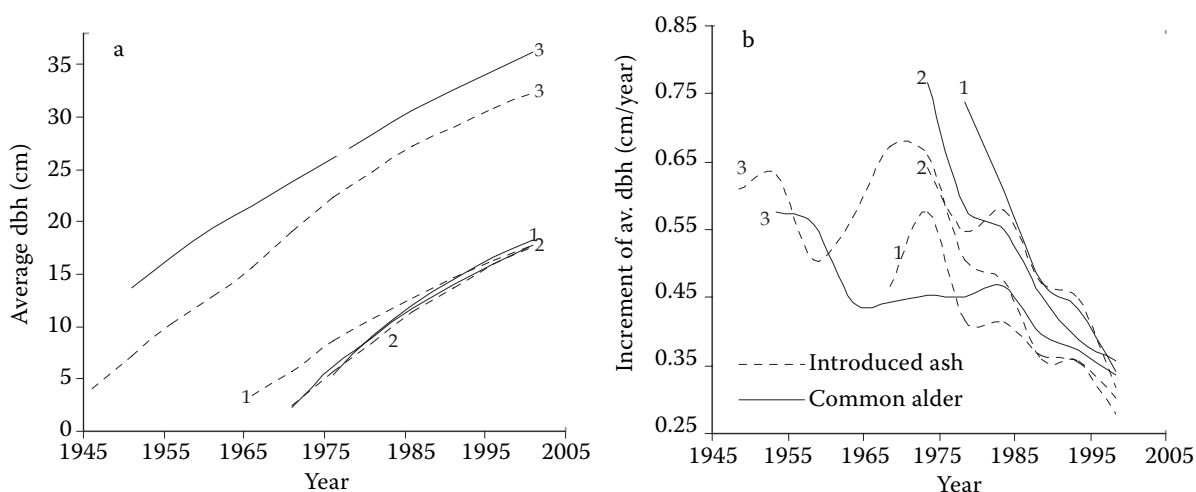 a
Average dbh (cm)
35
30
25
20
15
10
5
0
3
3
1
2
2
1
1945 1955 1965 1975 1985 1995 2005
Year
b
Increment of av. dbh (cm/year)
0.85
0.75
0.65
0.55
0.45
0.35
0.25
2
1
3
2
3
1
Introduced ash
Common alder
1945 1955 1965 1975 1985 1995 2005
Year